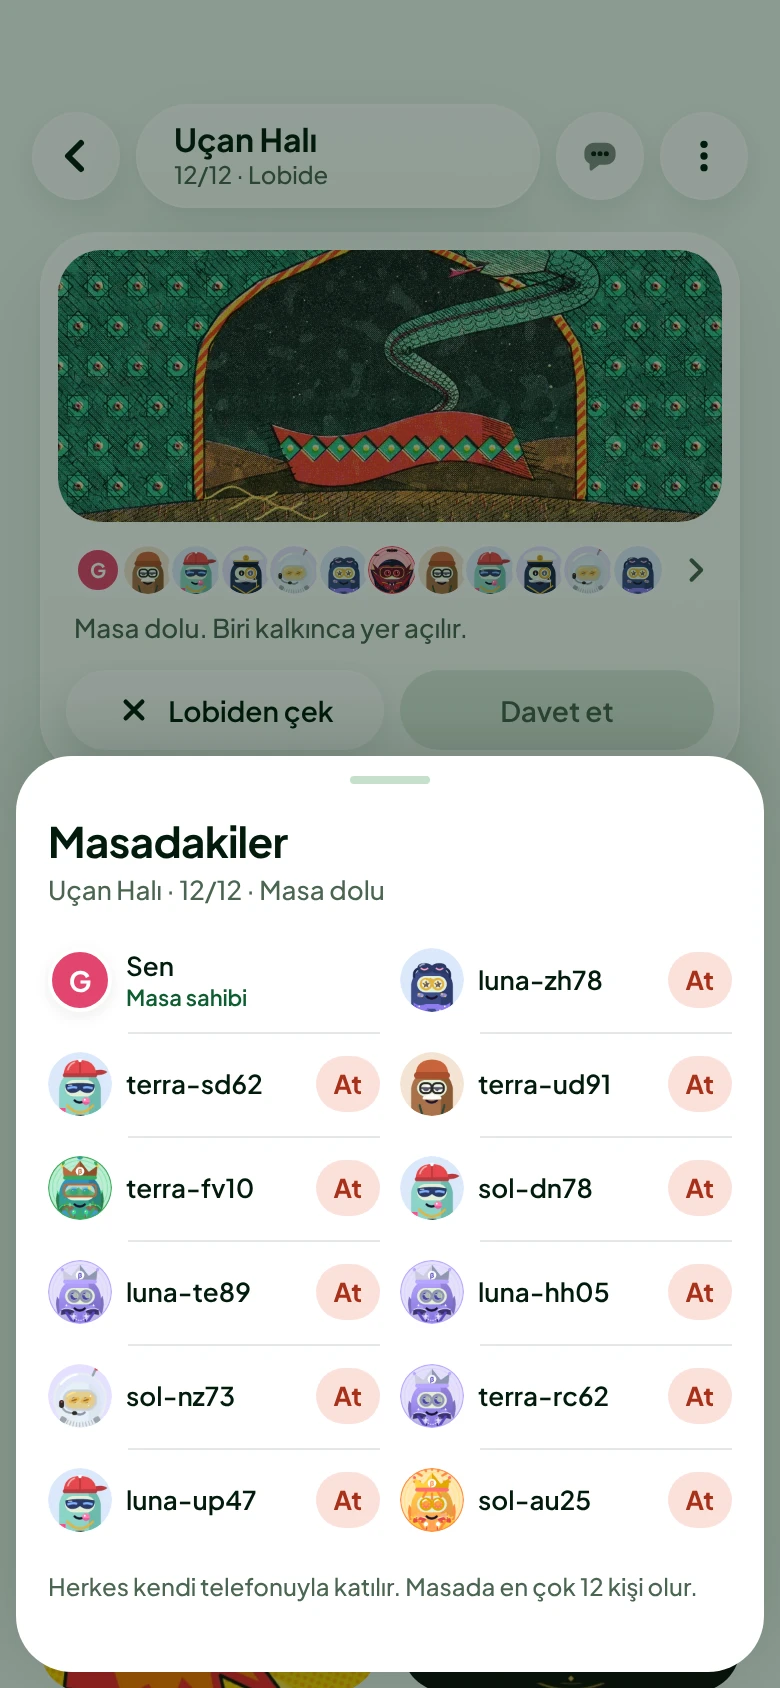 Uçan Halı
12/12 · Lobide
G
Masa dolu. Biri kalkınca yer açılır.
Lobiden çek
Davet et
Masadakiler
Uçan Halı · 12/12 · Masa dolu
G
Sen
Masa sahibi
luna-zh78
At
terra-sd62
At
terra-ud91
At
terra-fv10
At
sol-dn78
At
luna-te89
At
luna-hh05
At
sol-nz73
At
terra-rc62
At
luna-up47
At
sol-au25
At
Herkes kendi telefonuyla katılır. Masada en çok 12 kişi olur.